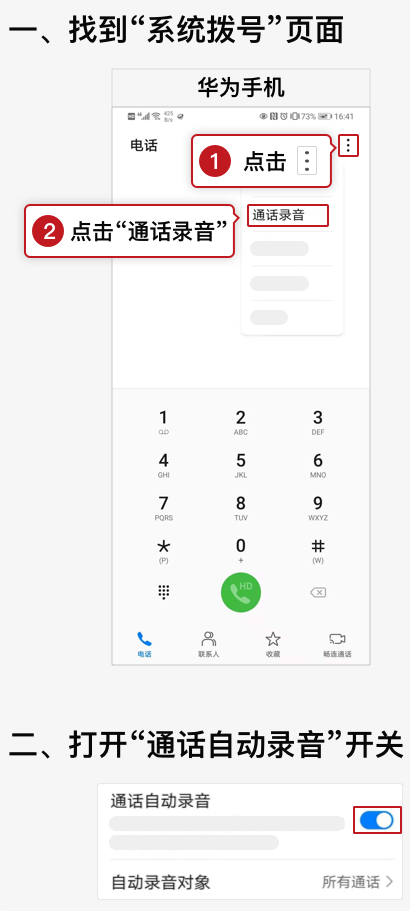 一、找到“系统拨号”页面
华为手机
73% 16:41
电话
1 点击
通话录音
2 点击“通话录音”
1 2 3
ABC DEF
4 5 6
GHI JKL MNO
7 8 9
PQRS TUV WXYZ
* 0 #
(P) + (W)
HD
电话 联系人 收藏 畅连通话
二、打开“通话自动录音”开关
通话自动录音
自动录音对象 所有通话